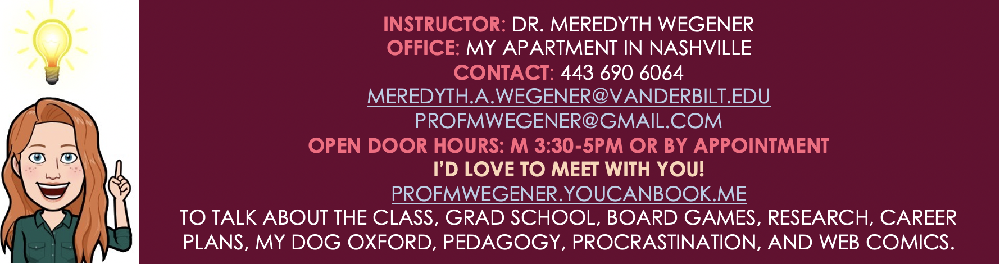 INSTRUCTOR: DR. MEREDYTH WEGENER
OFFICE: MY APARTMENT IN NASHVILLE
CONTACT: 443 690 6064
MEREDYTH.A.WEGENER@VANDERBILT.EDU
PROFMWEGENER@GMAIL.COM
OPEN DOOR HOURS: M 3:30-5PM OR BY APPOINTMENT
I'D LOVE TO MEET WITH YOU!
PROFMWEGENER.YOUCANBOOK.ME
TO TALK ABOUT THE CLASS, GRAD SCHOOL, BOARD GAMES, RESEARCH, CAREER
PLANS, MY DOG OXFORD, PEDAGOGY, PROCRASTINATION, AND WEB COMICS.